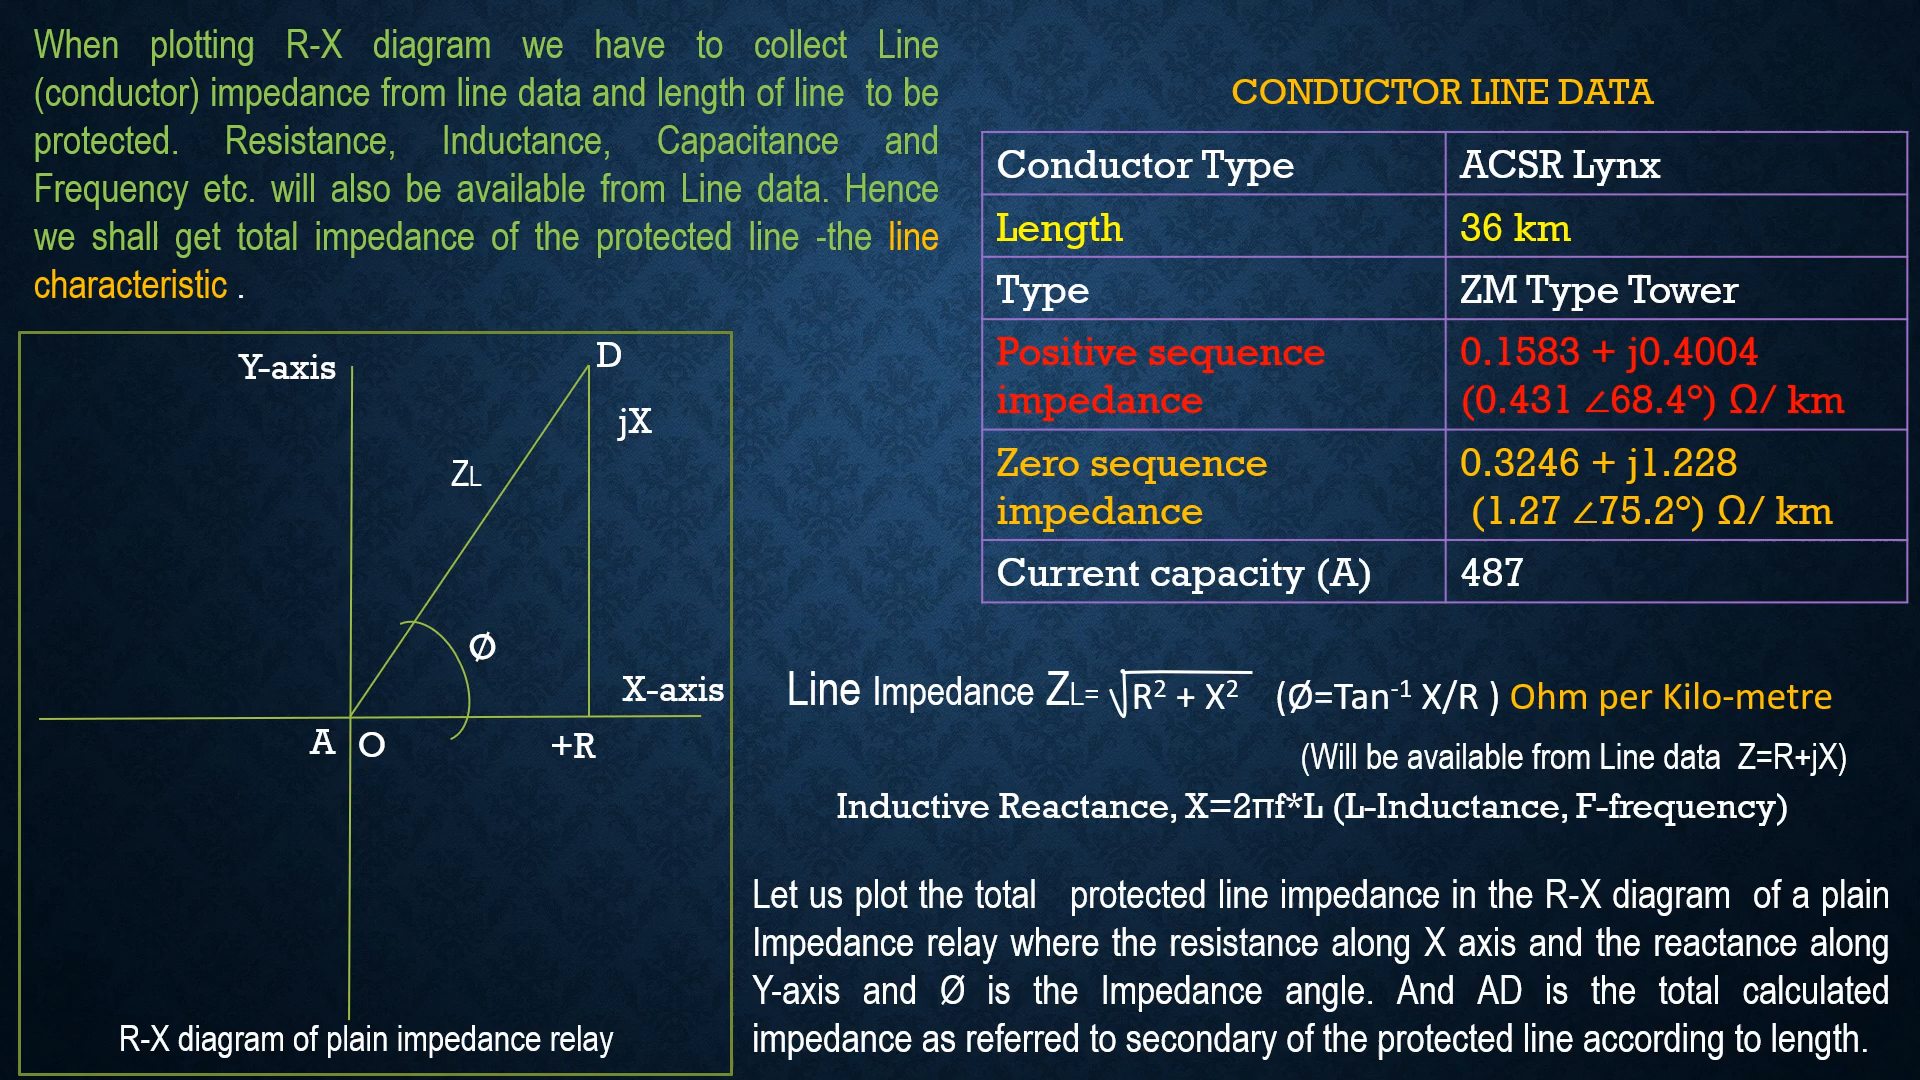 When plotting R-X diagram we have to collect Line
(conductor) impedance from line data and length of line to be
protected. Resistance, Inductance, Capacitance and
Frequency etc. will also be available from Line data. Hence
we shall get total impedance of the protected line -the line
characteristic .
CONDUCTOR LINE DATA
Conductor Type ACSR Lynx
Length 36 km
Type ZM Type Tower
Positive sequence impedance 0.1583 + j0.4004
(0.431 ∠68.4°) Ω/ km
Zero sequence impedance 0.3246 + j1.228
(1.27 ∠75.2°) Ω/ km
Current capacity (A) 487
Y-axis
D
jX
ZL
Ø
X-axis
A O +R
R-X diagram of plain impedance relay
Line Impedance ZL= √R² + X² (Ø=Tan⁻¹ X/R ) Ohm per Kilo-metre
(Will be available from Line data Z=R+jX)
Inductive Reactance, X=2πf*L (L-Inductance, F-frequency)
Let us plot the total protected line impedance in the R-X diagram of a plain
Impedance relay where the resistance along X axis and the reactance along
Y-axis and Ø is the Impedance angle. And AD is the total calculated
impedance as referred to secondary of the protected line according to length.